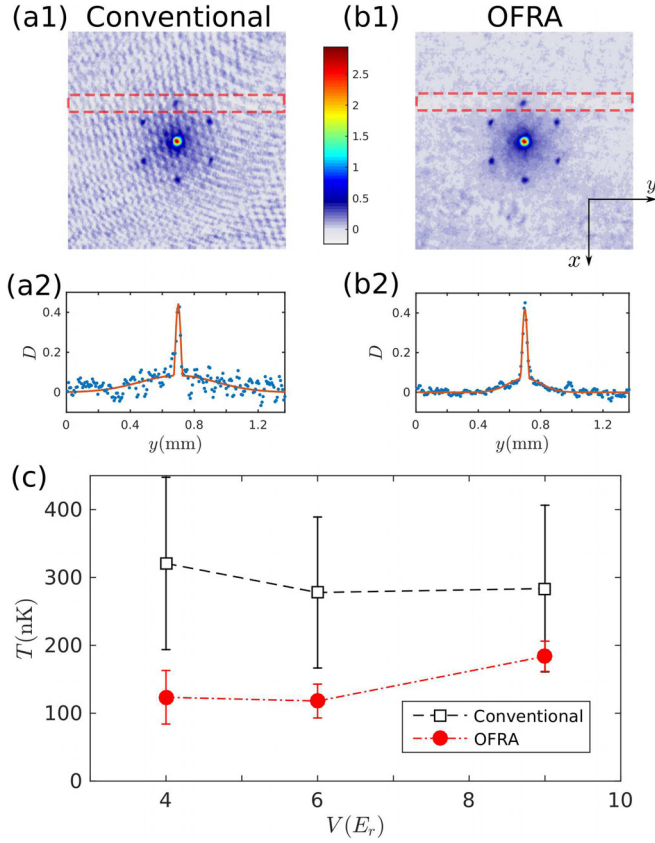 (a1) Conventional
(b1) OFRA
2.5
2
1.5
1
0.5
0
y
x
(a2)
(b2)
0.4
0.2
0
D
0 0.4 0.8 1.2
y(mm)
0.4
0.2
0
D
0 0.4 0.8 1.2
y(mm)
(c)
400
300
200
100
0
T(nK)
Conventional
OFRA
4 6 8 10
V(E_r)